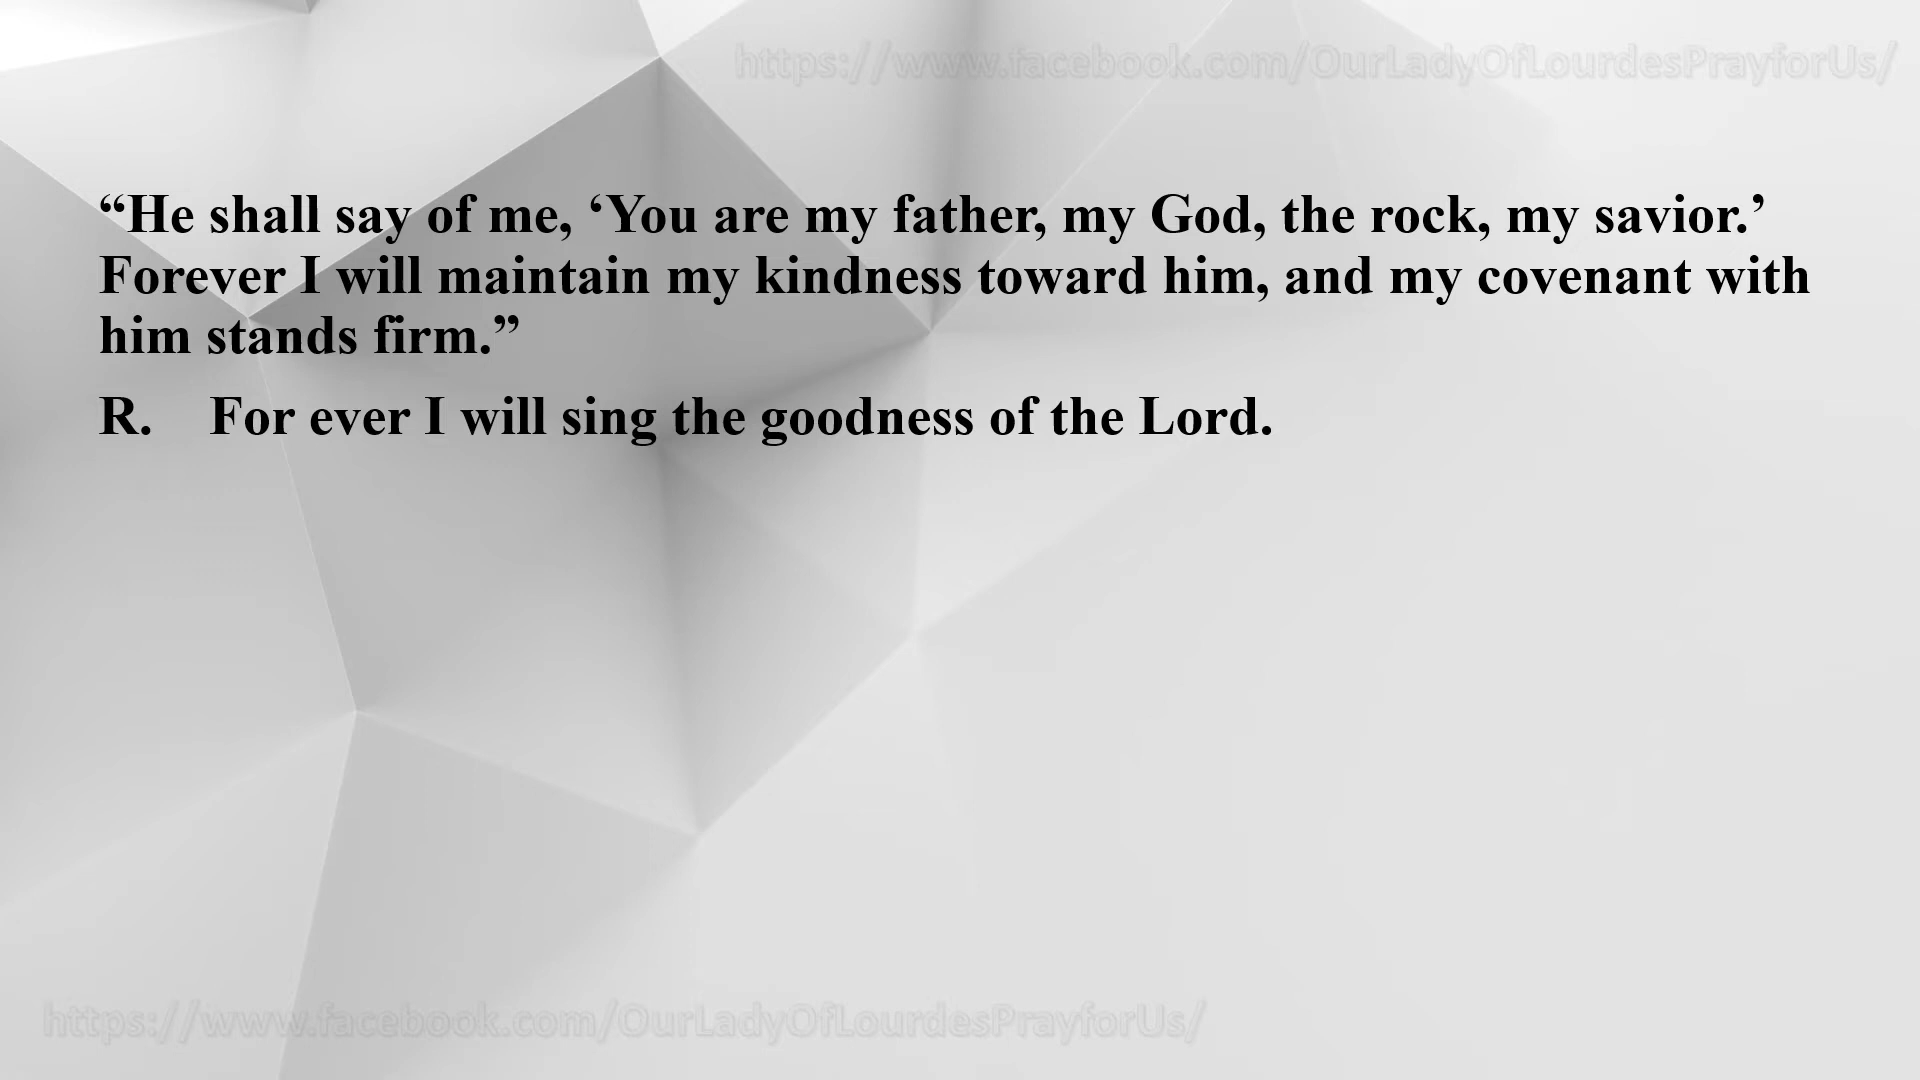 https://www.facebook.com/OurLadyOfLourdesPrayforUs/
“He shall say of me, ‘You are my father, my God, the rock, my savior.’
Forever I will maintain my kindness toward him, and my covenant with
him stands firm.”
R. For ever I will sing the goodness of the Lord.
https://www.facebook.com/OurLadyOfLourdesPrayforUs/